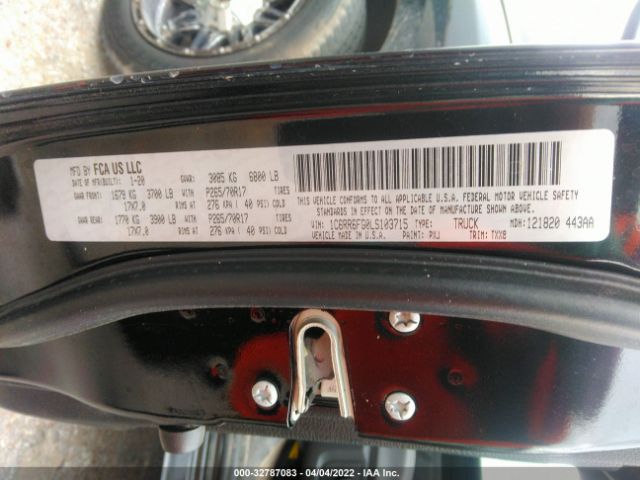 MFD BY FCA US LLC
DATE OF MFR(BUILT): 1-20 GVWR: 3085 KG 6800 LB
GAWR FRONT: 1679 KG 3700 LB WITH P265/70R17 TIRES
17X7.0 RIMS AT 276 KPA ( 40 PSI) COLD
GAWR REAR: 1770 KG 3900 LB WITH P265/70R17 TIRES
17X7.0 RIMS AT 276 KPA ( 40 PSI) COLD
THIS VEHICLE CONFORMS TO ALL APPLICABLE U.S.A. FEDERAL MOTOR VEHICLE SAFETY
STANDARDS IN EFFECT ON THE DATE OF MANUFACTURE SHOWN ABOVE.
VIN: 1C6RR6FG0LS103715 TYPE: TRUCK
VEHICLE MADE IN: U.S.A. PAINT: PXJ TRIM: TXX8 MDH: 121820 443AA
000-32787083 - 04/04/2022 - IAA Inc.